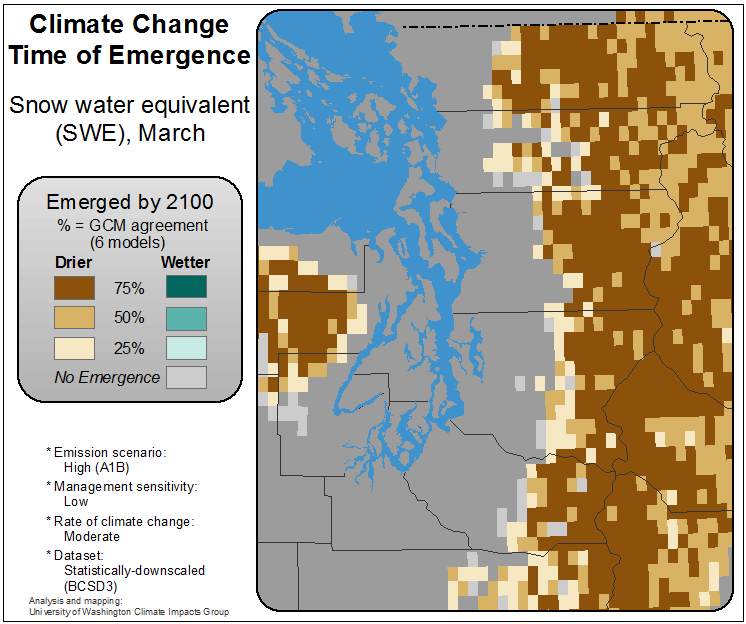 Climate Change
Time of Emergence
Snow water equivalent
(SWE), March
Emerged by 2100
% = GCM agreement
(6 models)
Drier Wetter
75%
50%
25%
No Emergence
* Emission scenario:
High (A1B)
* Management sensitivity:
Low
* Rate of climate change:
Moderate
* Dataset:
Statistically-downscaled
(BCSD3)
Analysis and mapping:
University of Washington Climate Impacts Group